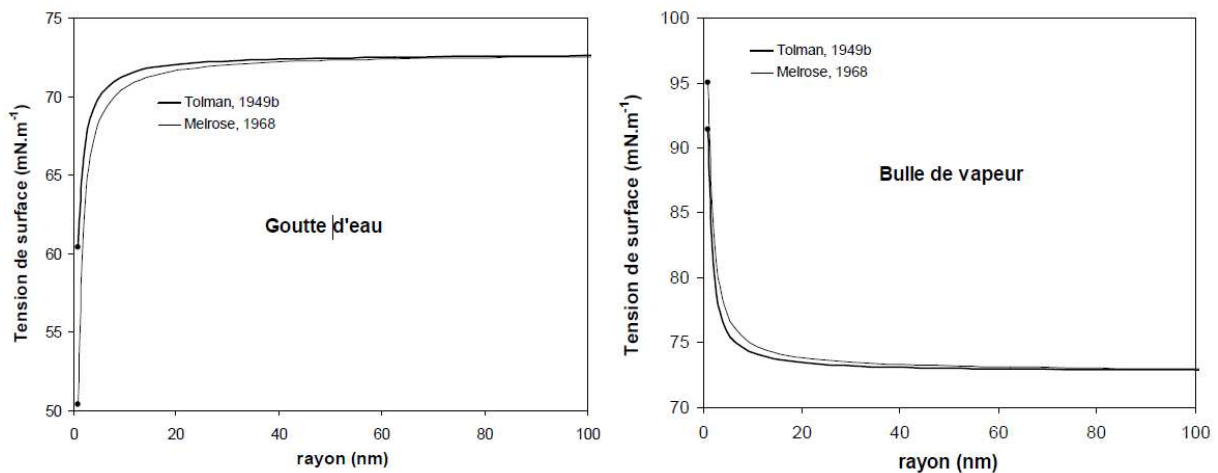 75
70
65
60
55
50
Tension de surface (mN.m-1)
Tolman, 1949b
Melrose, 1968
Goutte d'eau
0 20 40 60 80 100
rayon (nm)
100
95
90
85
80
75
70
Tension de surface (mN.m-1)
Tolman, 1949b
Melrose, 1968
Bulle de vapeur
0 20 40 60 80 100
rayon (nm)